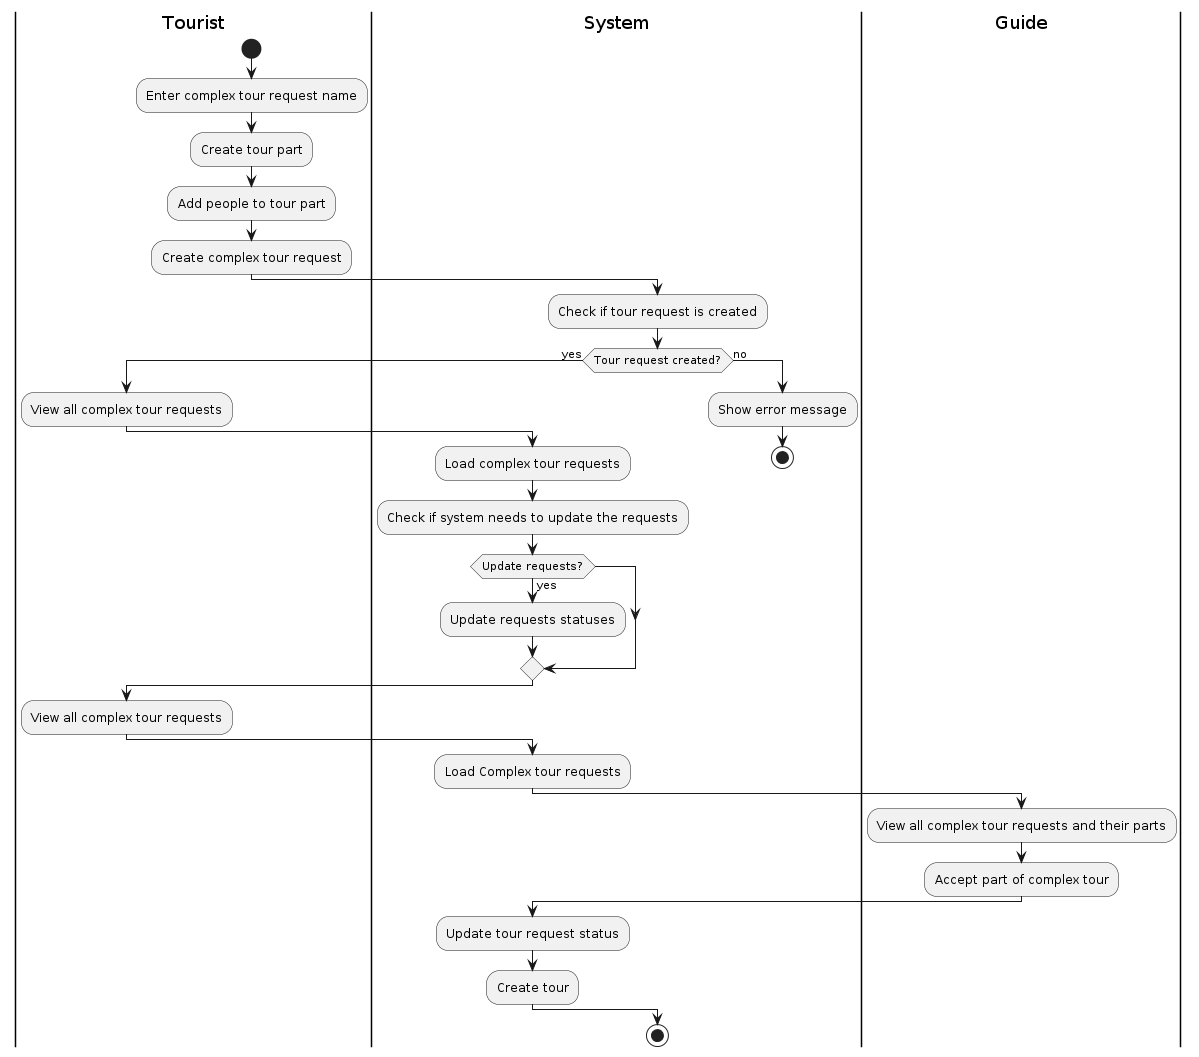 Tourist
System
Guide
Enter complex tour request name
Create tour part
Add people to tour part
Create complex tour request
Check if tour request is created
yes
Tour request created?
no
View all complex tour requests
Show error message
Load complex tour requests
Check if system needs to update the requests
Update requests?
yes
Update requests statuses
View all complex tour requests
Load Complex tour requests
View all complex tour requests and their parts
Accept part of complex tour
Update tour request status
Create tour